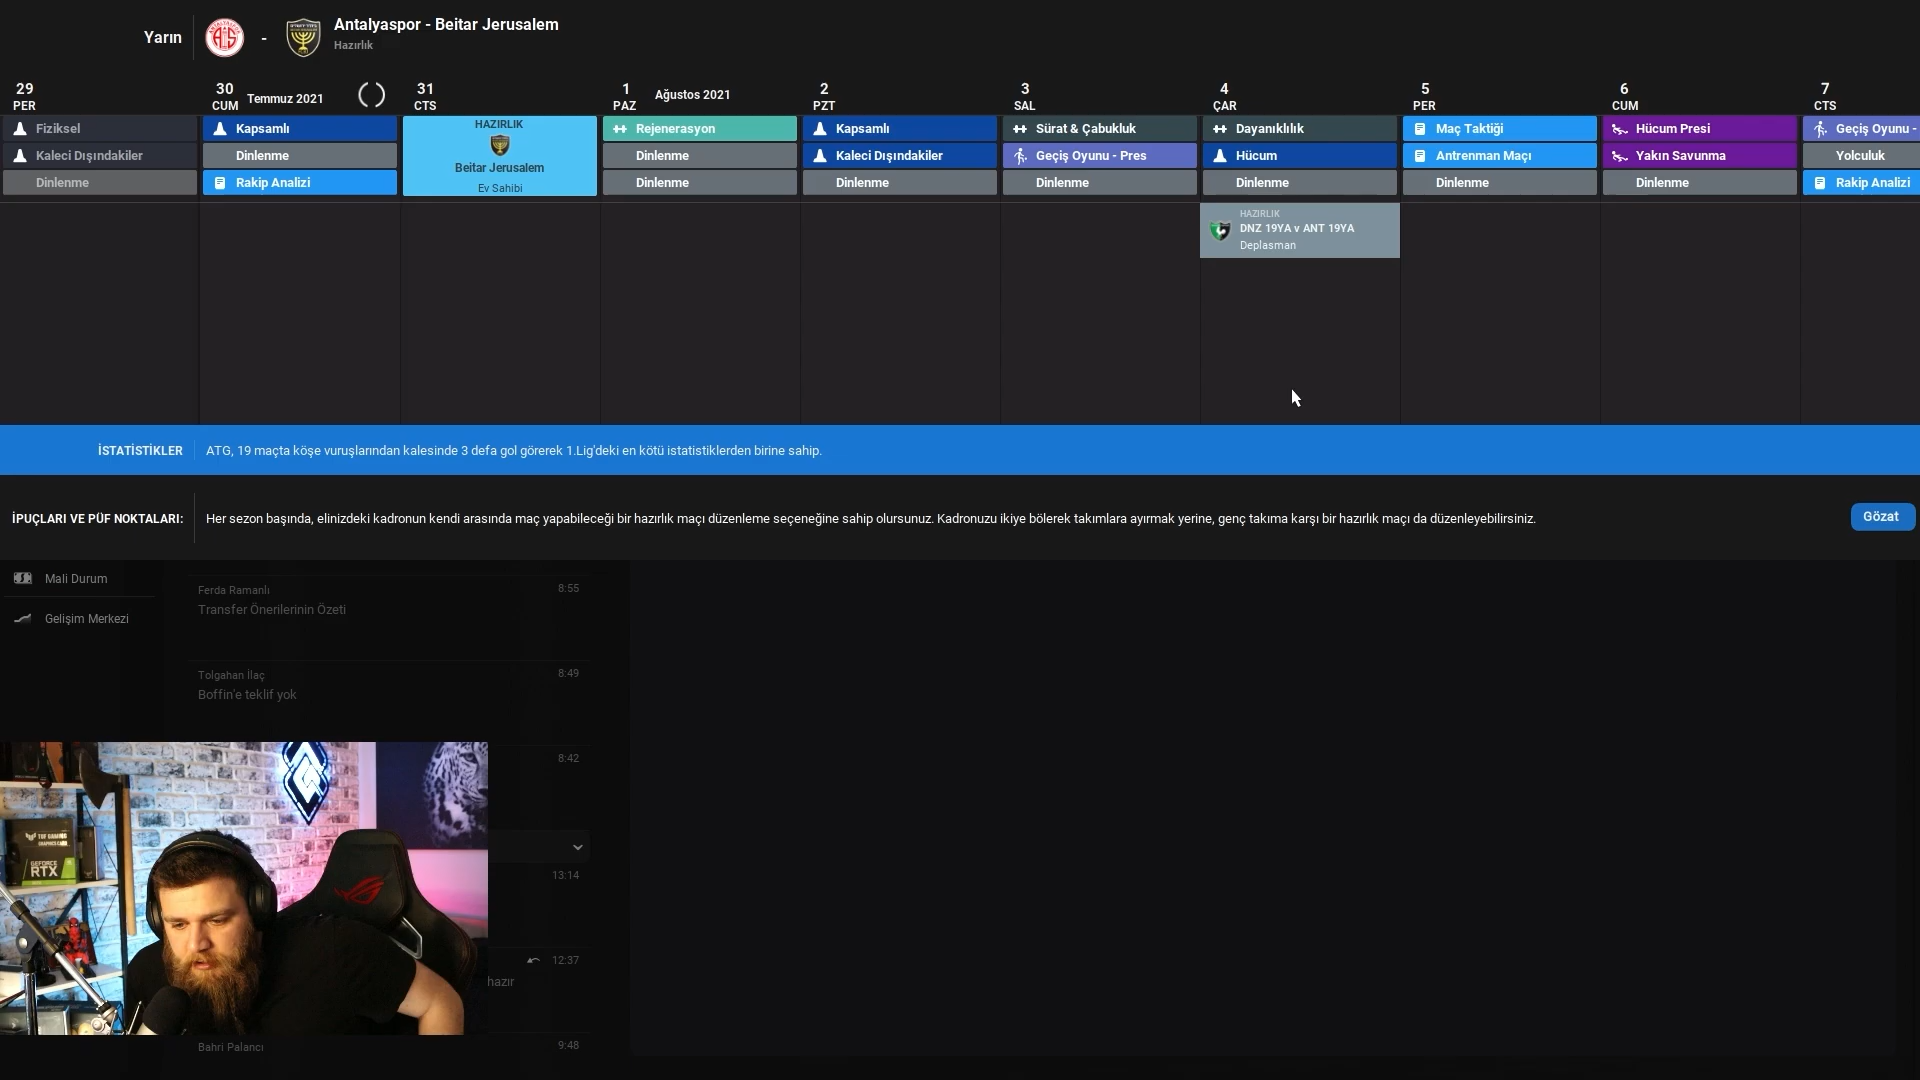 Yarın
-
Antalyaspor - Beitar Jerusalem
Hazırlık
29
PER
30
CUM
Temmuz 2021
31
CTS
1
PAZ
Ağustos 2021
2
PZT
3
SAL
4
ÇAR
5
PER
6
CUM
7
CTS
Fiziksel
Kaleci Dışındakiler
Dinlenme
Kapsamlı
Dinlenme
Rakip Analizi
HAZIRLIK
Beitar Jerusalem
Ev Sahibi
Rejenerasyon
Dinlenme
Dinlenme
Kapsamlı
Kaleci Dışındakiler
Dinlenme
Sürat & Çabukluk
Geçiş Oyunu - Pres
Dinlenme
Dayanıklılık
Hücum
Dinlenme
HAZIRLIK
DNZ 19YA v ANT 19YA
Deplasman
Maç Taktiği
Antrenman Maçı
Dinlenme
Hücum Presi
Yakın Savunma
Dinlenme
Geçiş Oyunu -
Yolculuk
Rakip Analizi
İSTATİSTİKLER
ATG, 19 maçta köşe vuruşlarından kalesinde 3 defa gol görerek 1.Lig'deki en kötü istatistiklerden birine sahip.
İPUÇLARI VE PÜF NOKTALARI:
Her sezon başında, elinizdeki kadronun kendi arasında maç yapabileceği bir hazırlık maçı düzenleme seçeneğine sahip olursunuz. Kadronuzu ikiye bölerek takımlara ayırmak yerine, genç takıma karşı bir hazırlık maçı da düzenleyebilirsiniz.
Gözat
Mali Durum
Gelişim Merkezi
Ferda Ramanlı
8:55
Transfer Önerilerinin Özeti
Tolgahan İlaç
8:49
Boffin'e teklif yok
8:42
13:14
12:37
hazır
Bahri Palancı
9:48
TUF GAMING
GEFORCE
RTX